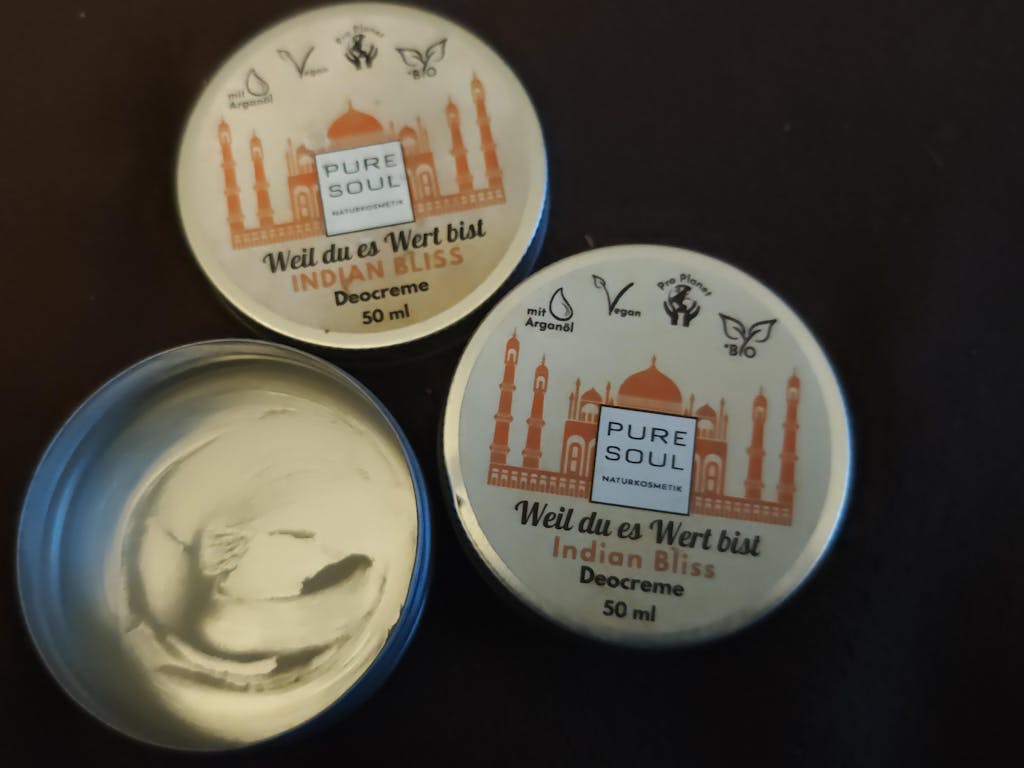 mit
Arganöl
Vegan
Pro Planet
*BIO
PURE
SOUL
NATURKOSMETIK
Weil du es Wert bist
INDIAN BLISS
Deocreme
50 ml
mit
Arganöl
Vegan
Pro Planet
*BIO
PURE
SOUL
NATURKOSMETIK
Weil du es Wert bist
Indian Bliss
Deocreme
50 ml